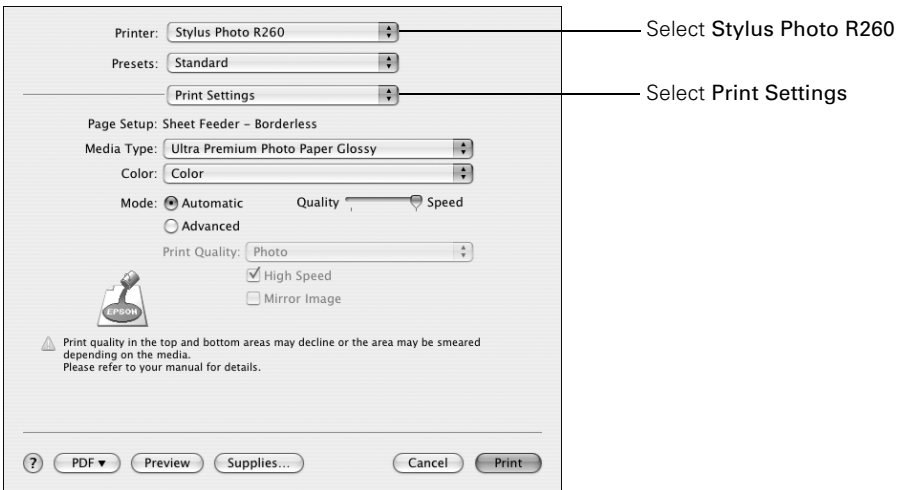 Printer: Stylus Photo R260
Select Stylus Photo R260
Presets: Standard
Print Settings
Select Print Settings
Page Setup: Sheet Feeder – Borderless
Media Type: Ultra Premium Photo Paper Glossy
Color: Color
Mode: Automatic Quality Speed
Advanced
Print Quality: Photo
High Speed
Mirror Image
EPSON
Print quality in the top and bottom areas may decline or the area may be smeared
depending on the media.
Please refer to your manual for details.
? PDF▼ Preview Supplies... Cancel Print